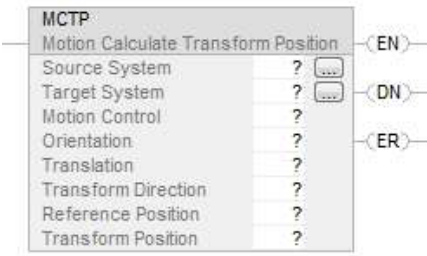 MCTP
Motion Calculate Transform Position (EN)
Source System ? ...
Target System ? ... (DN)
Motion Control ?
Orientation ? (ER)
Translation ?
Transform Direction ?
Reference Position ?
Transform Position ?